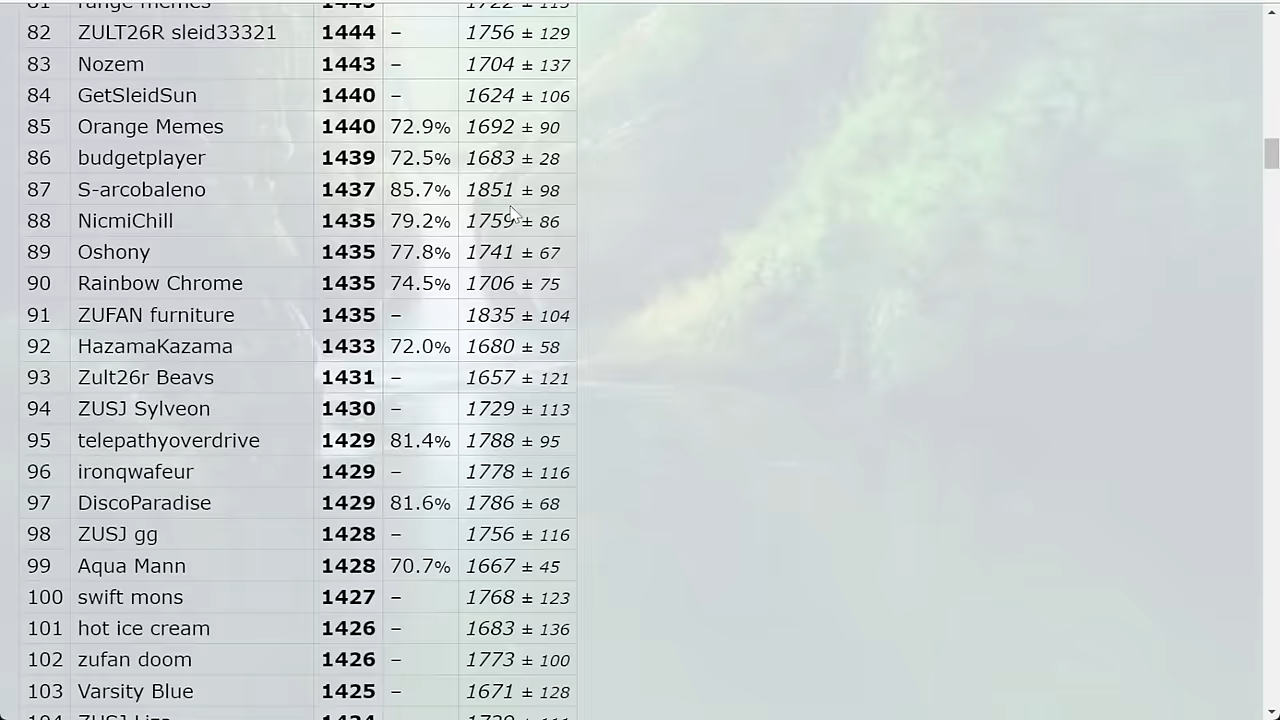 82 ZULT26R sleid33321 1444 – 1756 ± 129
83 Nozem 1443 – 1704 ± 137
84 GetSleidSun 1440 – 1624 ± 106
85 Orange Memes 1440 72.9% 1692 ± 90
86 budgetplayer 1439 72.5% 1683 ± 28
87 S-arcobaleno 1437 85.7% 1851 ± 98
88 NicmiChill 1435 79.2% 1759 ± 86
89 Oshony 1435 77.8% 1741 ± 67
90 Rainbow Chrome 1435 74.5% 1706 ± 75
91 ZUFAN furniture 1435 – 1835 ± 104
92 HazamaKazama 1433 72.0% 1680 ± 58
93 Zult26r Beavs 1431 – 1657 ± 121
94 ZUSJ Sylveon 1430 – 1729 ± 113
95 telepathyoverdrive 1429 81.4% 1788 ± 95
96 ironqwafeur 1429 – 1778 ± 116
97 DiscoParadise 1429 81.6% 1786 ± 68
98 ZUSJ gg 1428 – 1756 ± 116
99 Aqua Mann 1428 70.7% 1667 ± 45
100 swift mons 1427 – 1768 ± 123
101 hot ice cream 1426 – 1683 ± 136
102 zufan doom 1426 – 1773 ± 100
103 Varsity Blue 1425 – 1671 ± 128